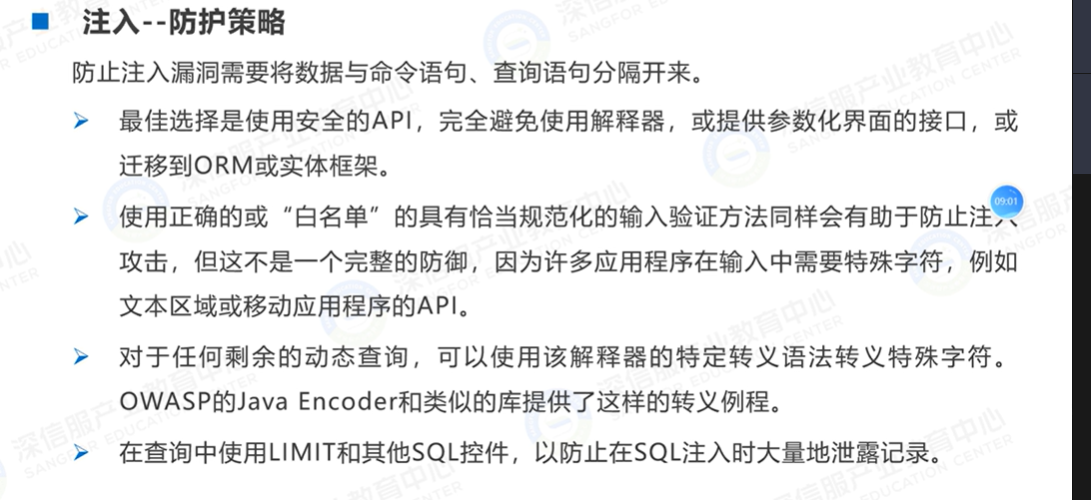 注入--防护策略
防止注入漏洞需要将数据与命令语句、查询语句分隔开来。
最佳选择是使用安全的API，完全避免使用解释器，或提供参数化界面的接口，或
迁移到ORM或实体框架。
使用正确的或“白名单”的具有恰当规范化的输入验证方法同样会有助于防止注入
09:01
攻击，但这不是一个完整的防御，因为许多应用程序在输入中需要特殊字符，例如
文本区域或移动应用程序的API。
对于任何剩余的动态查询，可以使用该解释器的特定转义语法转义特殊字符。
OWASP的Java Encoder和类似的库提供了这样的转义例程。
在查询中使用LIMIT和其他SQL控件，以防止在SQL注入时大量地泄露记录。
深信服产业教育中心
SANGFOR EDUCATION CENTER